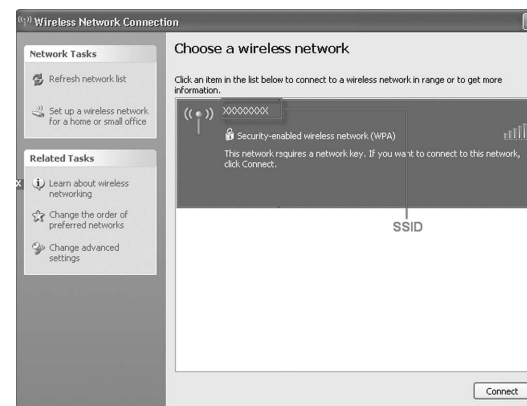 Wireless Network Connection
Network Tasks
Refresh network list
Set up a wireless network
for a home or small office
Related Tasks
Learn about wireless
networking
Change the order of
preferred networks
Change advanced
settings
Choose a wireless network
Click an item in the list below to connect to a wireless network in range or to get more
information.
XXXXXXXX
Security-enabled wireless network (WPA)
This network requires a network key. If you want to connect to this network,
click Connect.
SSID
Connect
X